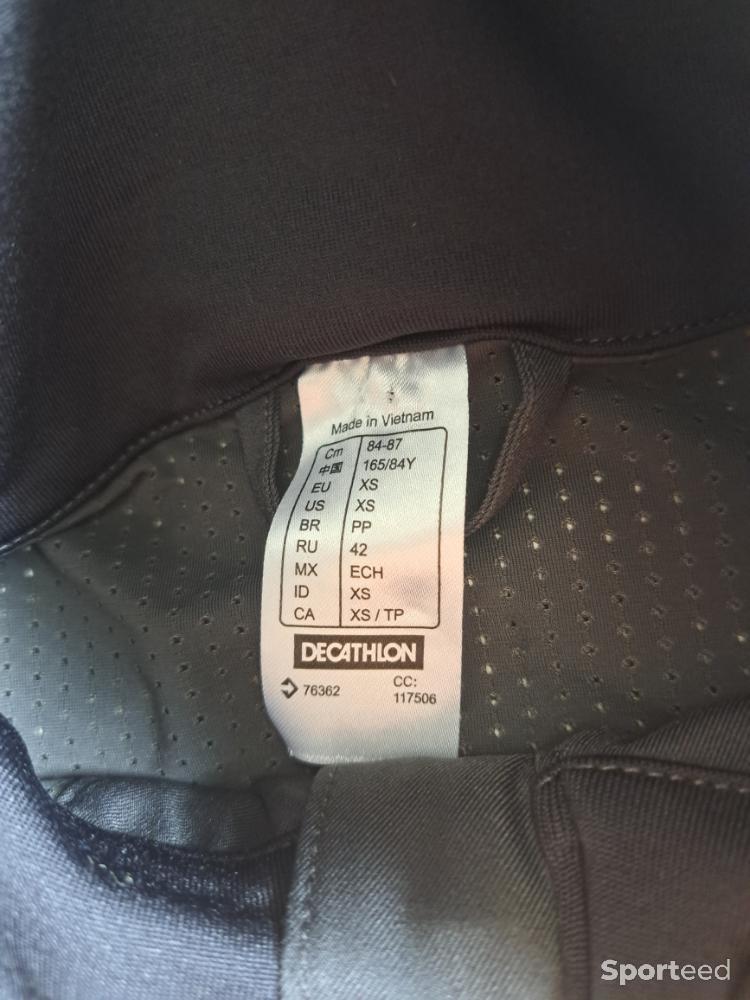 Made in Vietnam
Cm 84-87
中国 165/84Y
EU XS
US XS
BR PP
RU 42
MX ECH
ID XS
CA XS / TP
DECATHLON
76362 CC:
117506
Sporteed